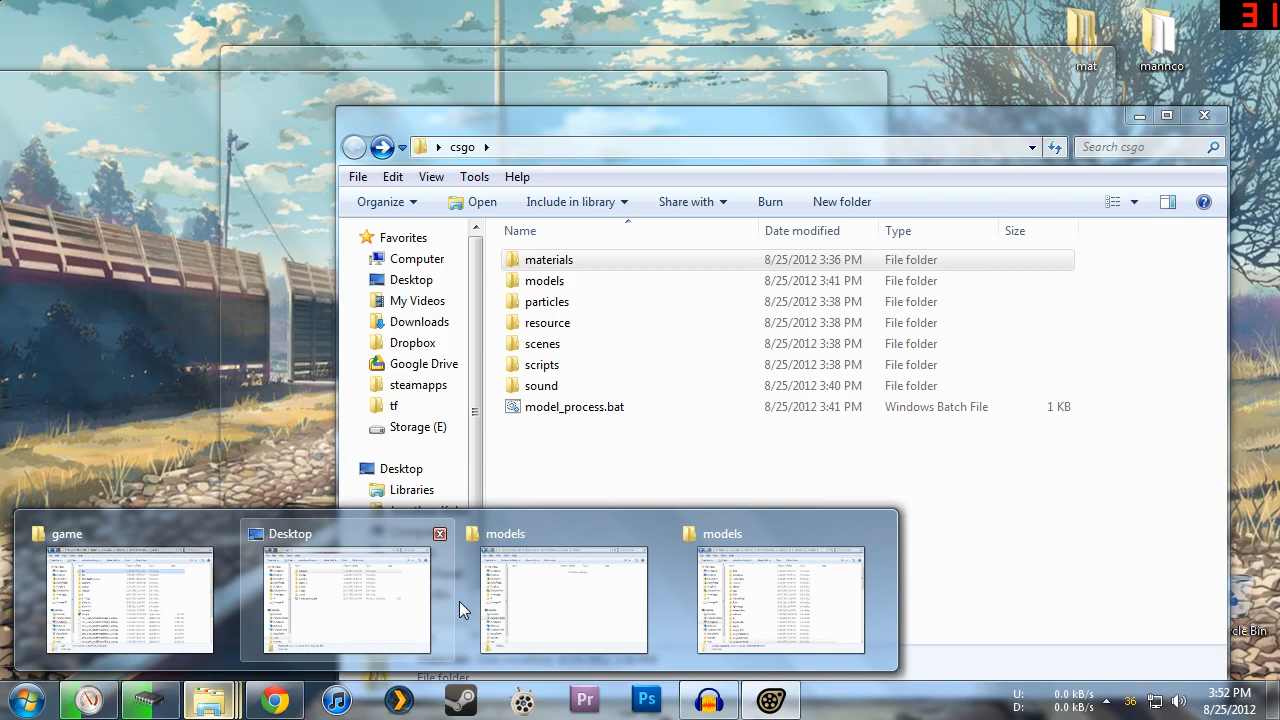 31
mat
mannco
csgo
Search csgo
File Edit View Tools Help
Organize Open Include in library Share with Burn New folder
Name Date modified Type Size
Favorites
Computer
Desktop
My Videos
Downloads
Dropbox
Google Drive
steamapps
tf
Storage (E)
Desktop
Libraries
materials 8/25/2012 3:36 PM File folder
models 8/25/2012 3:41 PM File folder
particles 8/25/2012 3:38 PM File folder
resource 8/25/2012 3:38 PM File folder
scenes 8/25/2012 3:38 PM File folder
scripts 8/25/2012 3:38 PM File folder
sound 8/25/2012 3:40 PM File folder
model_process.bat 8/25/2012 3:41 PM Windows Batch File 1 KB
game
Desktop
models
models
cle Bin
File folder
Pr
Ps
U: 0.0 kB/s
D: 0.0 kB/s
36
3:52 PM
8/25/2012